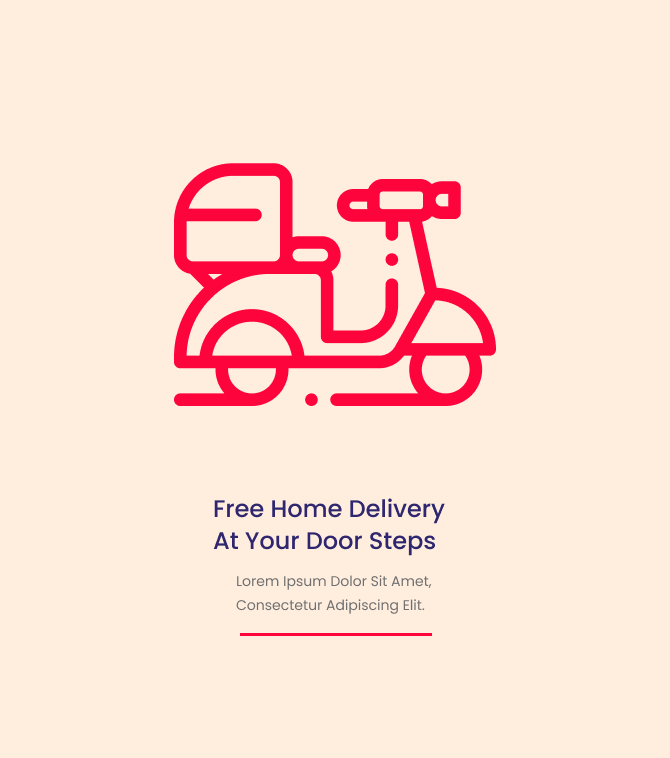 Free Home Delivery
At Your Door Steps
Lorem Ipsum Dolor Sit Amet,
Consectetur Adipiscing Elit.